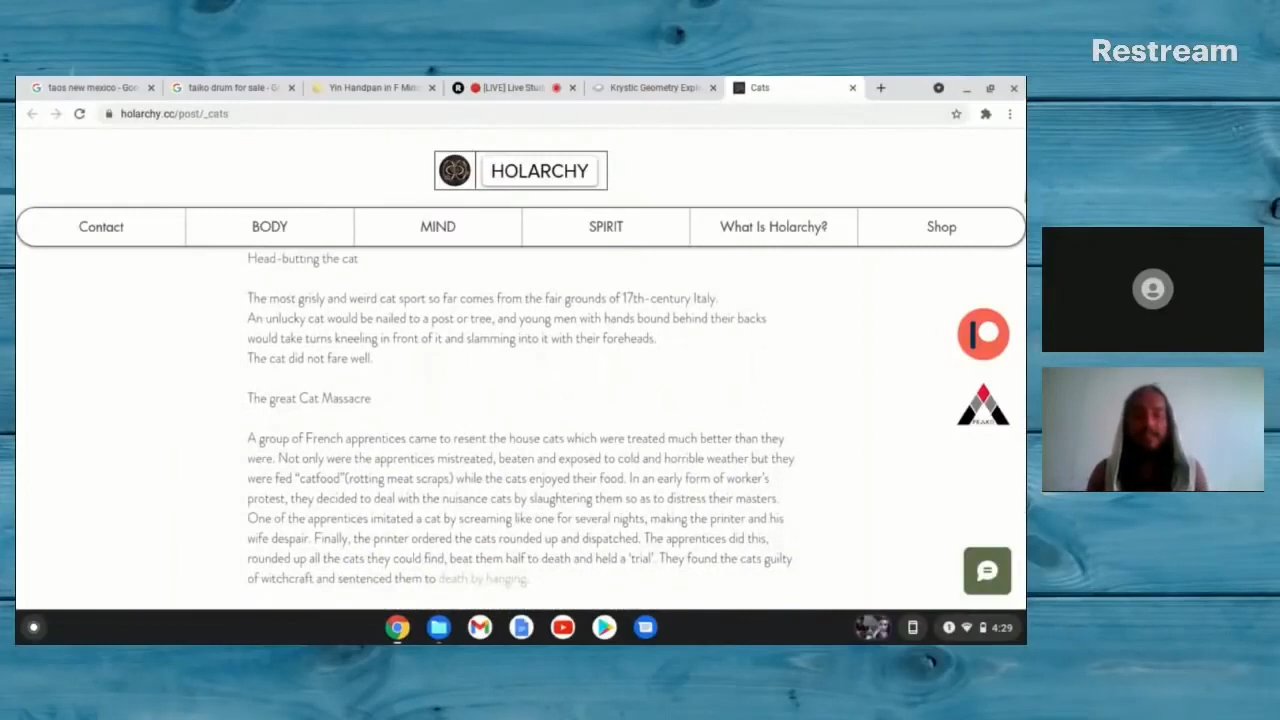 Restream
taos new mexico - Goo
taiko drum for sale - G
Yin Handpan in F Min
[LIVE] Live Stud
Krystic Geometry Expl
Cats
holarchy.cc/post/_cats
HOLARCHY
Contact
BODY
MIND
SPIRIT
What Is Holarchy?
Shop
Head-butting the cat
The most grisly and weird cat sport so far comes from the fair grounds of 17th-century Italy.
An unlucky cat would be nailed to a post or tree, and young men with hands bound behind their backs
would take turns kneeling in front of it and slamming into it with their foreheads.
The cat did not fare well.
The great Cat Massacre
A group of French apprentices came to resent the house cats which were treated much better than they
were. Not only were the apprentices mistreated, beaten and exposed to cold and horrible weather but they
were fed “catfood”(rotting meat scraps) while the cats enjoyed their food. In an early form of worker’s
protest, they decided to deal with the nuisance cats by slaughtering them so as to distress their masters.
One of the apprentices imitated a cat by screaming like one for several nights, making the printer and his
wife despair. Finally, the printer ordered the cats rounded up and dispatched. The apprentices did this,
rounded up all the cats they could find, beat them half to death and held a ‘trial’. They found the cats guilty
of witchcraft and sentenced them to death by hanging.
4:29